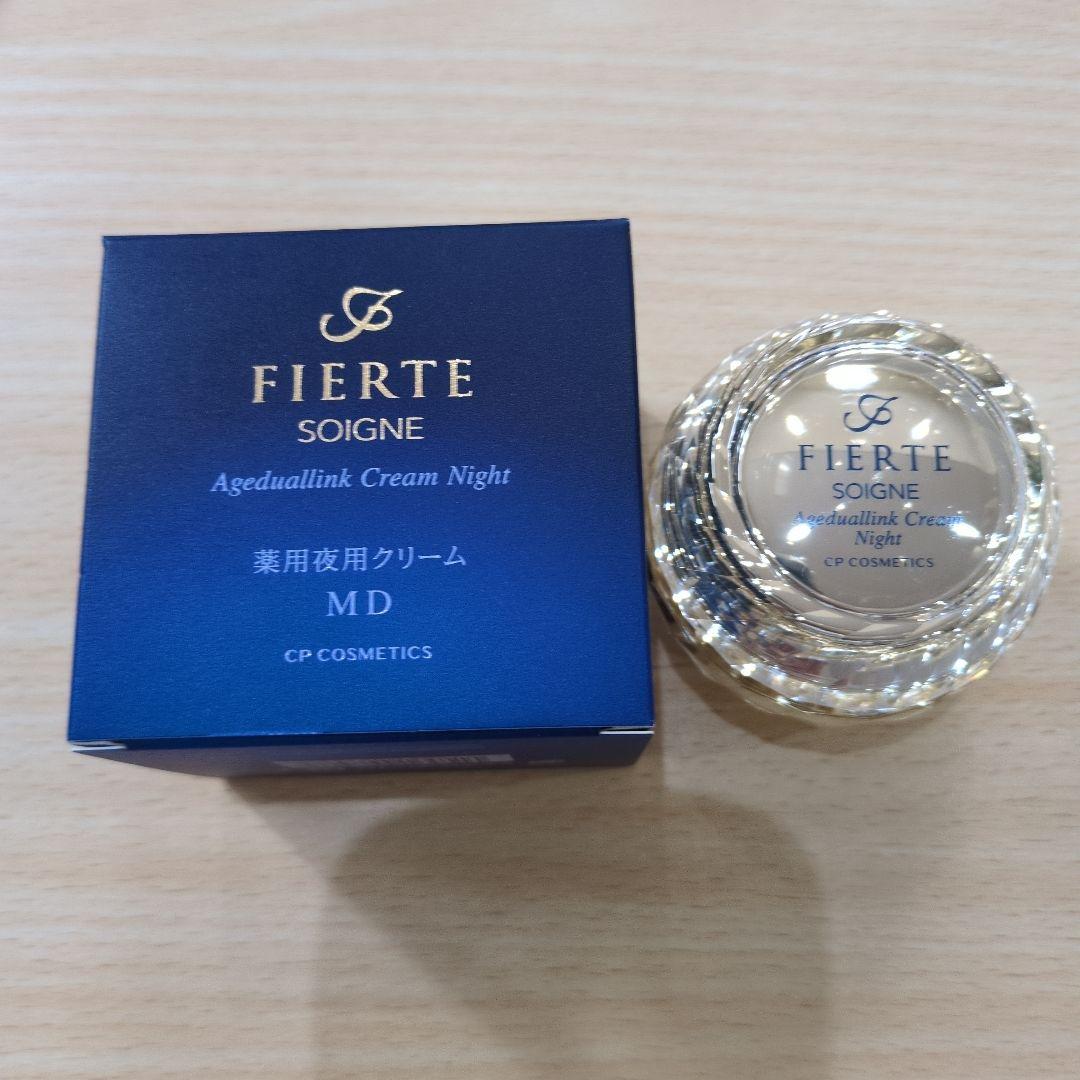 FIERTE
SOIGNE
Ageduallink Cream Night
薬用夜用クリーム
MD
CP COSMETICS
FIERTE
SOIGNE
Ageduallink Cream
Night
CP COSMETICS